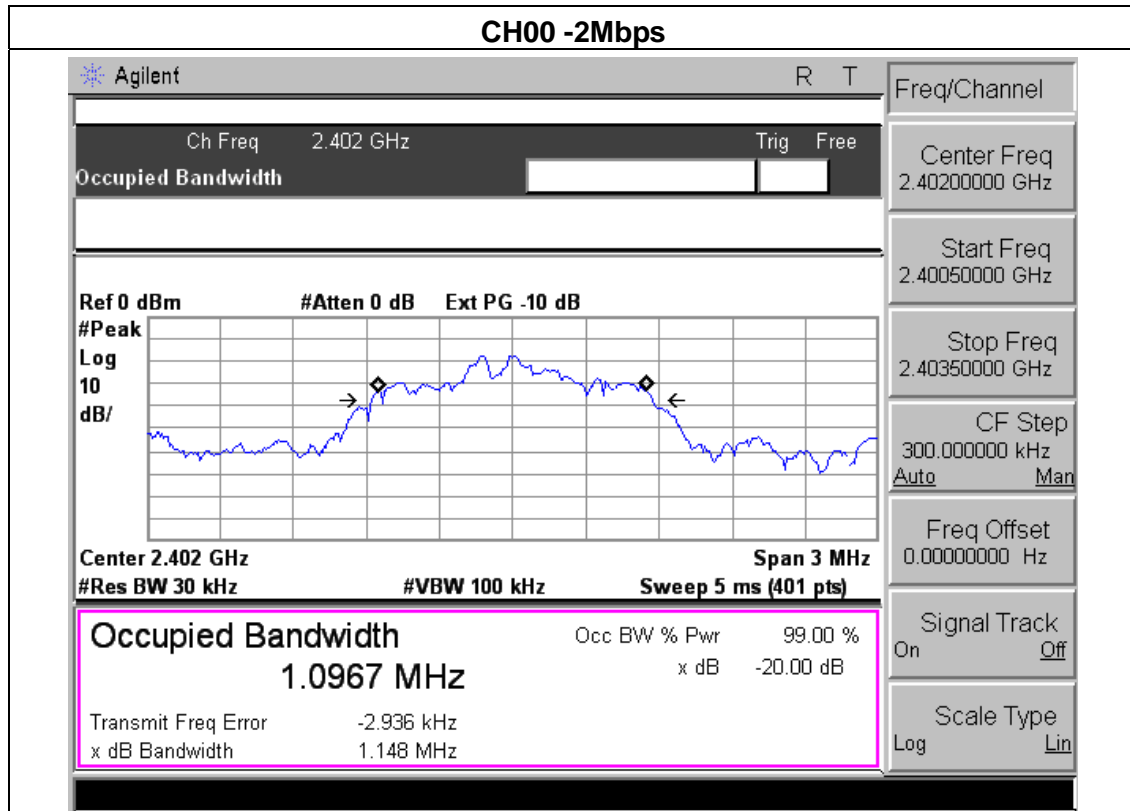 CH00 -2Mbps
Agilent R T
Freq/Channel
Ch Freq 2.402 GHz Trig Free
Occupied Bandwidth
Center Freq
2.40200000 GHz
Start Freq
2.40050000 GHz
Ref 0 dBm #Atten 0 dB Ext PG -10 dB
#Peak
Log
10
dB/
Stop Freq
2.40350000 GHz
CF Step
300.000000 kHz
Auto Man
Center 2.402 GHz Span 3 MHz
#Res BW 30 kHz #VBW 100 kHz Sweep 5 ms (401 pts)
Freq Offset
0.00000000 Hz
Occupied Bandwidth
1.0967 MHz
Occ BW % Pwr 99.00 %
x dB -20.00 dB
Transmit Freq Error -2.936 kHz
x dB Bandwidth 1.148 MHz
Signal Track
On Off
Scale Type
Log Lin